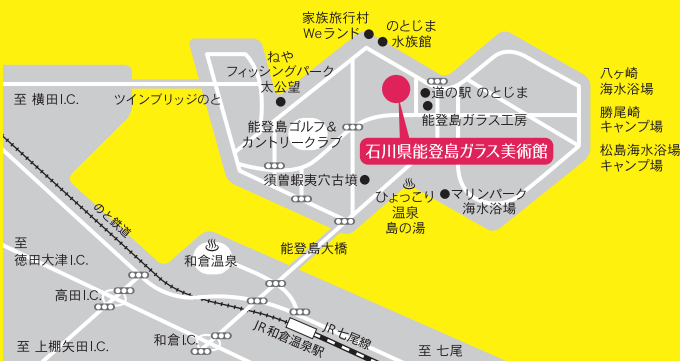 家族旅行村
Weランド
のとじま
水族館
ねや
フィッシングパーク
太公望
八ヶ崎
海水浴場
至 横田I.C.
ツインブリッジのと
道の駅 のとじま
能登島ガラス工房
勝尾崎
キャンプ場
能登島ゴルフ&
カントリークラブ
石川県能登島ガラス美術館
松島海水浴場
キャンプ場
須曽蝦夷穴古墳
ひょっこり
温泉
島の湯
マリンパーク
海水浴場
のと鉄道
至
徳田大津I.C.
和倉温泉
能登島大橋
高田I.C.
和倉I.C.
JR和倉温泉駅
JR七尾線
至 上棚矢田I.C.
至 七尾